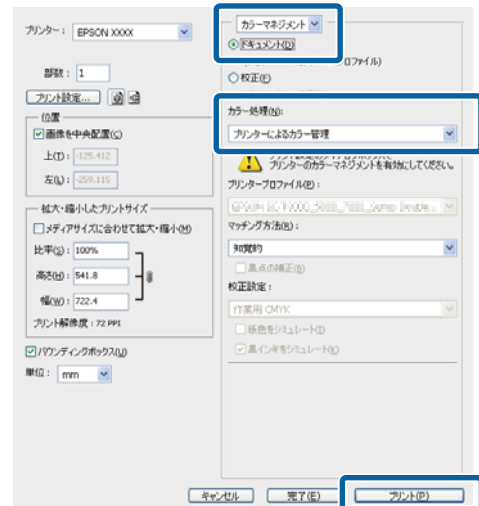 プリンター： EPSON XXXX
部数： 1
プリント設定...
位置
画像を中央配置(C)
上(T)： -125.412
左(L)： -259.115
拡大・縮小したプリントサイズ
メディアサイズに合わせて拡大・縮小(M)
比率(S)： 100%
高さ(H)： 541.8
幅(W)： 722.4
プリント解像度：72 PPI
バウンディングボックス(U)
単位： mm
カラーマネジメント
ドキュメント(D)
プロファイル)
校正(F)
カラー処理(N)：
プリンターによるカラー管理
プリンターのカラーマネジメントを有効にしてください。
プリンタープロファイル(P)：
マッチング方法(R)：
知覚的
黒点の補正(B)
校正設定：
作業用 CMYK
紙色をシミュレート(I)
黒インキをシミュレート(K)
キャンセル
完了(E)
プリント(P)